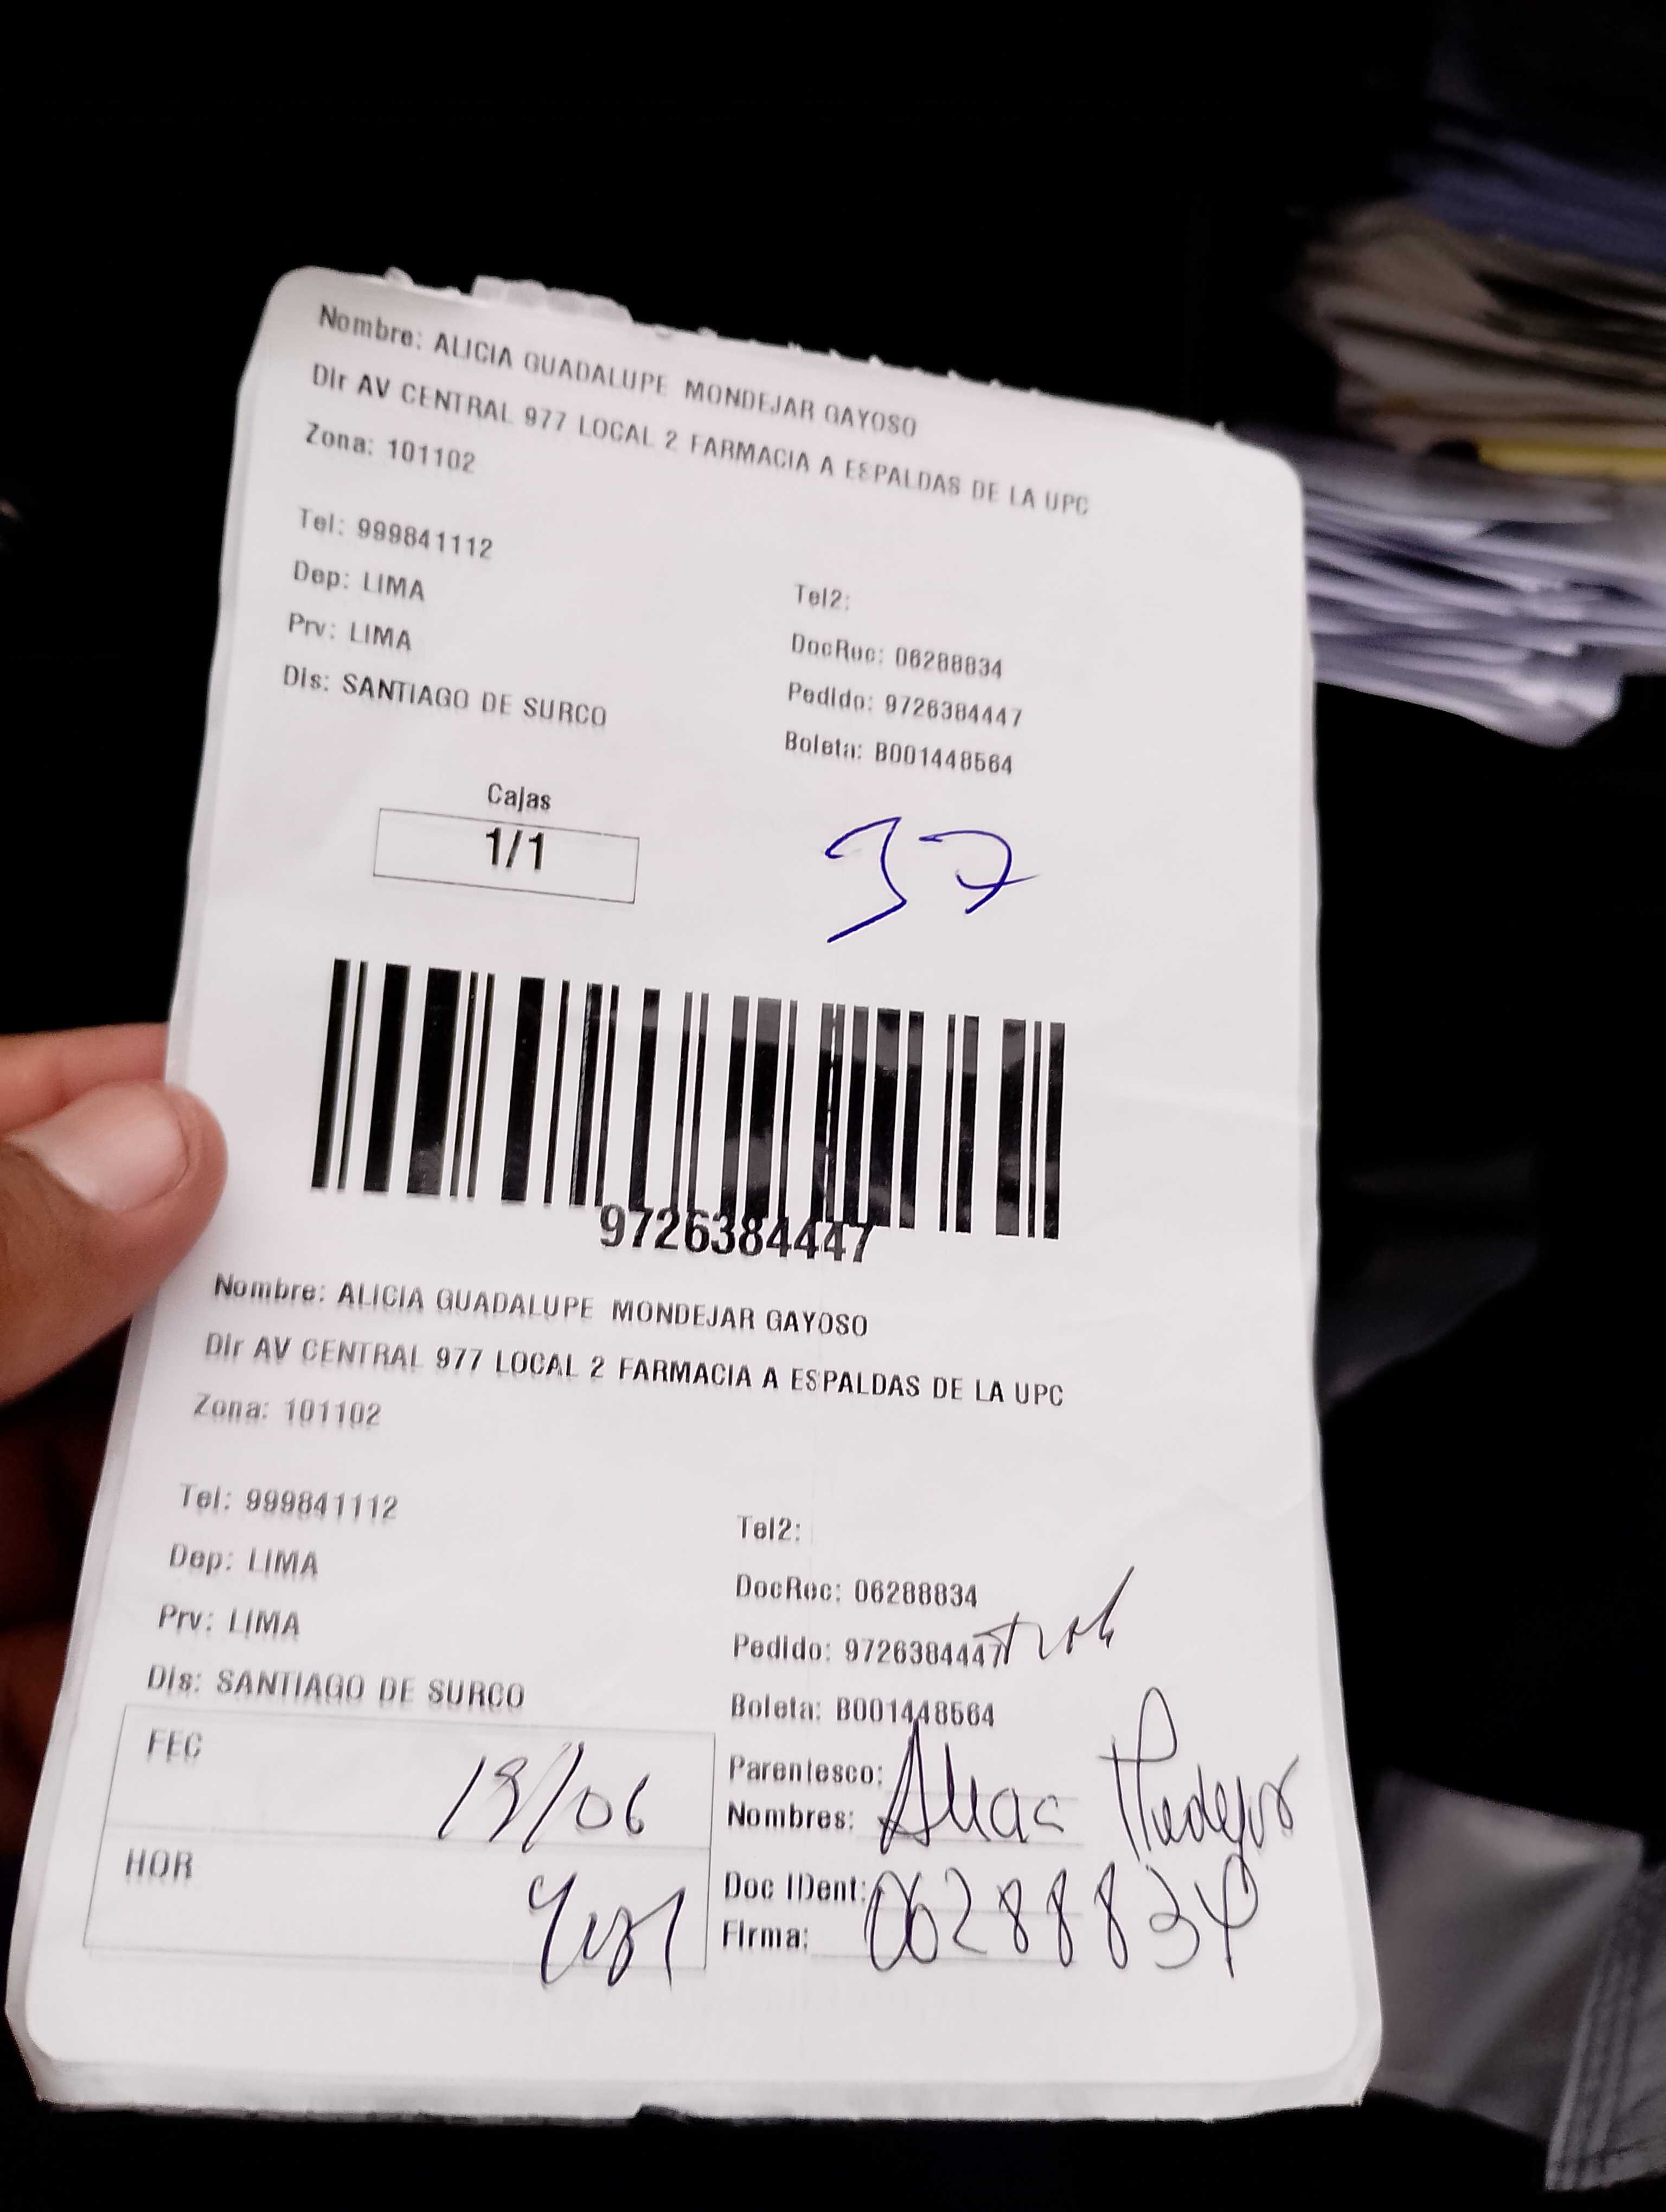 Nombre: ALICIA GUADALUPE MONDEJAR GAYOSO
Dir AV CENTRAL 977 LOCAL 2 FARMACIA A ESPALDAS DE LA UPC
Zona: 101102
Tel: 999841112
Tel2:
Dep: LIMA
DocRec: 06288834
Prv: LIMA
Pedido: 9726384447
Dis: SANTIAGO DE SURCO
Boleta: B001448564
Cajas
1/1
37
9726384447
Nombre: ALICIA GUADALUPE MONDEJAR GAYOSO
Dir AV CENTRAL 977 LOCAL 2 FARMACIA A ESPALDAS DE LA UPC
Zona: 101102
Tel: 999841112
Tel2:
Dep: LIMA
DocRec: 06288834
Prv: LIMA
Pedido: 9726384447
Dis: SANTIAGO DE SURCO
Boleta: B001448564
FEC 19/06
Parentesco:
Nombres:
HOR
Doc IDent: 06288834
Firma: